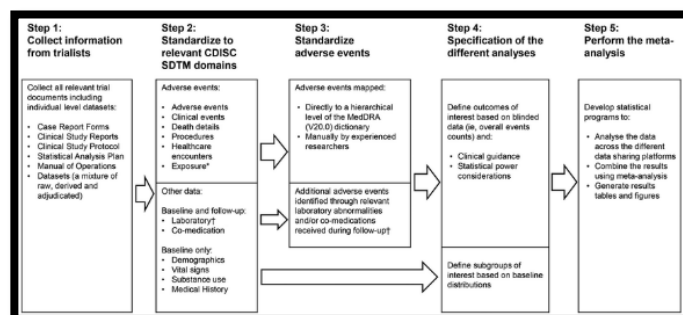 Step 1:
Collect information
from trialists
Collect all relevant trial
documents including
individual level datasets:
• Case Report Forms
• Clinical Study Reports
• Clinical Study Protocol
• Statistical Analysis Plan
• Manual of Operations
• Datasets (a mixture of
raw, derived and
adjudicated)
Step 2:
Standardize to
relevant CDISC
SDTM domains
Adverse events:
• Adverse events
• Clinical events
• Death details
• Procedures
• Healthcare
encounters
• Exposure*
Other data:
Baseline and follow-up:
• Laboratory†
• Co-medication
Baseline only:
• Demographics
• Vital signs
• Substance use
• Medical History
Step 3:
Standardize
adverse events
Adverse events mapped:
• Directly to a hierarchical
level of the MedDRA
(V20.0) dictionary
• Manually by experienced
researchers
Additional adverse events
identified through relevant
laboratory abnormalities
and/or co-medications
received during follow-up†
Step 4:
Specification of the
different analyses
Define outcomes of
interest based on blinded
data (ie, overall events
counts) and:
• Clinical guidance
• Statistical power
considerations
Define subgroups of
interest based on baseline
distributions
Step 5:
Perform the meta-
analysis
Develop statistical
programs to:
• Analyse the data
across the different
data sharing platforms
• Combine the results
using meta-analysis
• Generate results
tables and figures